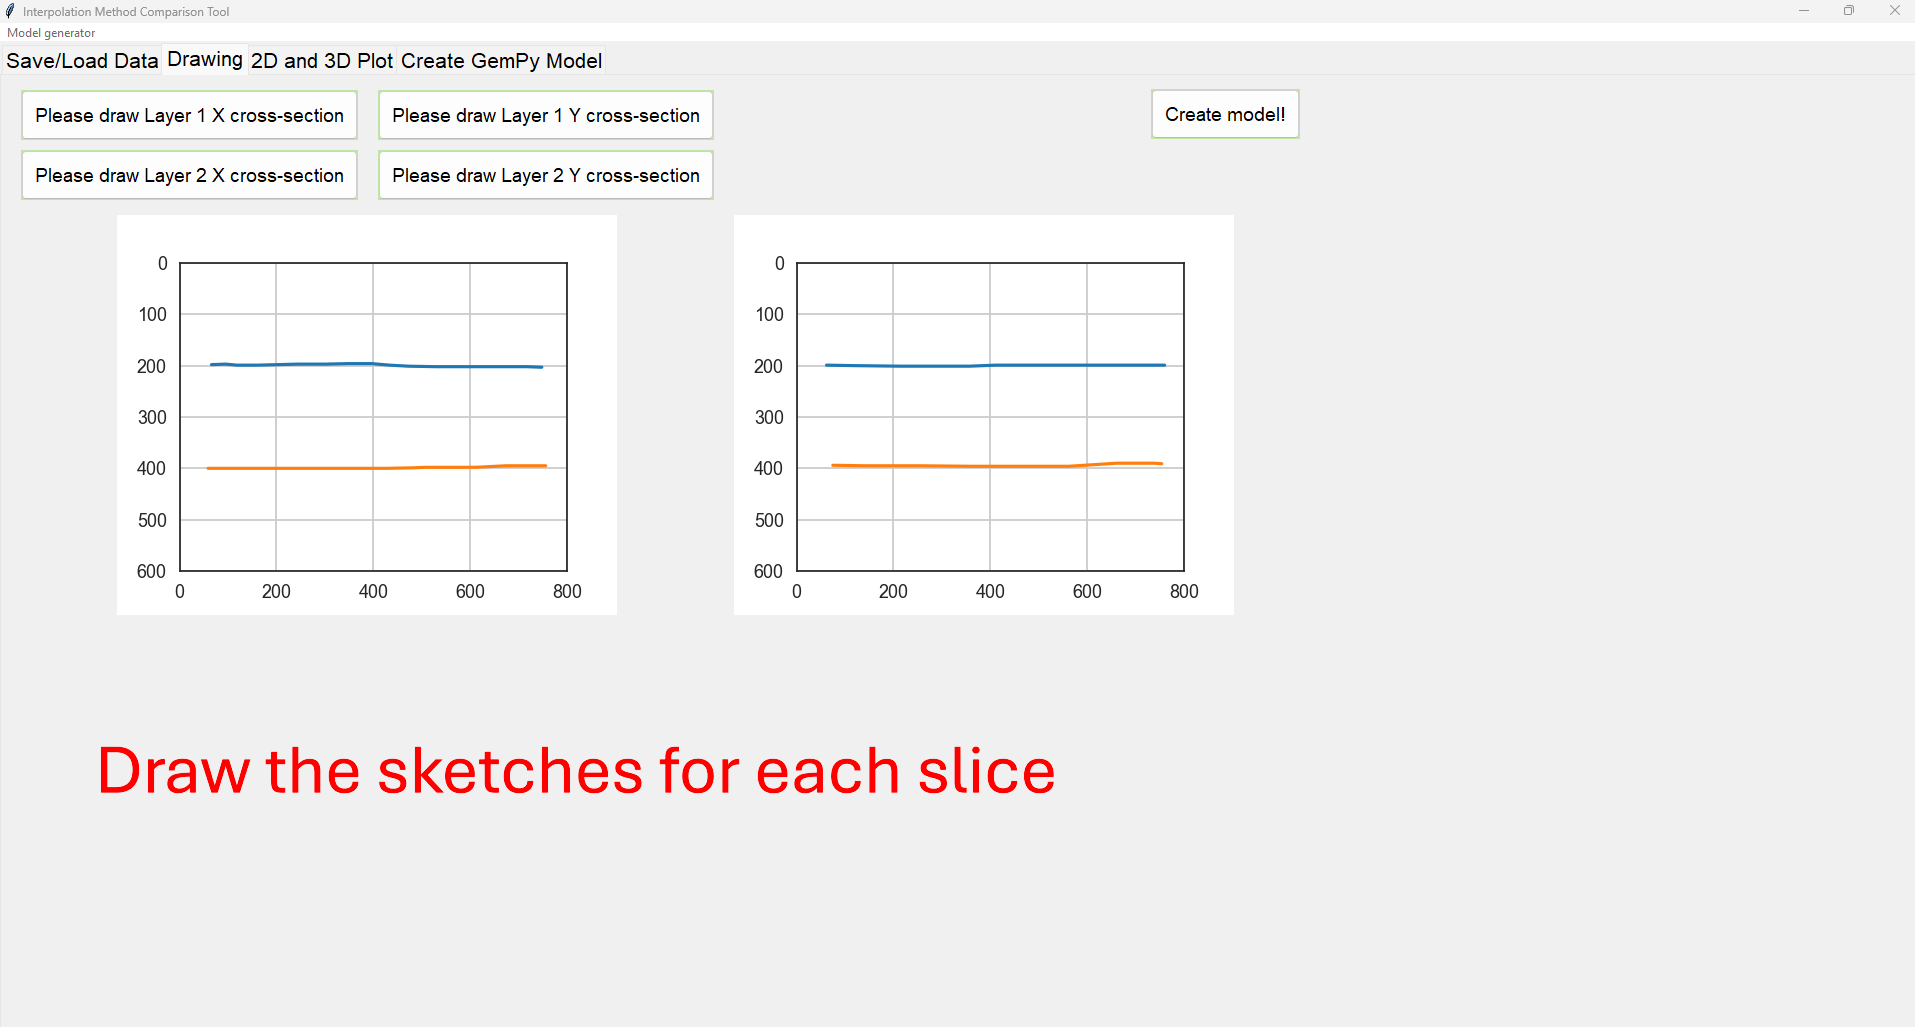 Interpolation Method Comparison Tool
Model generator
Save/Load Data Drawing 2D and 3D Plot Create GemPy Model
Please draw Layer 1 X cross-section Please draw Layer 1 Y cross-section Create model!
Please draw Layer 2 X cross-section Please draw Layer 2 Y cross-section
0 0
100 100
200 200
300 300
400 400
500 500
600 600
0 200 400 600 800 0 200 400 600 800
Draw the sketches for each slice